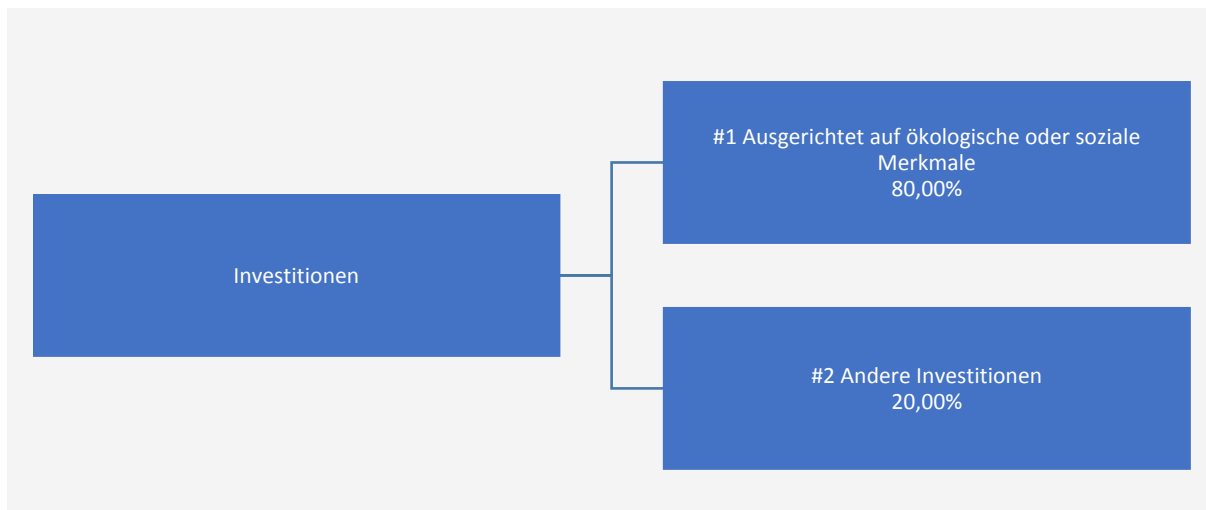 #1 Ausgerichtet auf ökologische oder soziale
Merkmale
80,00%
Investitionen
#2 Andere Investitionen
20,00%